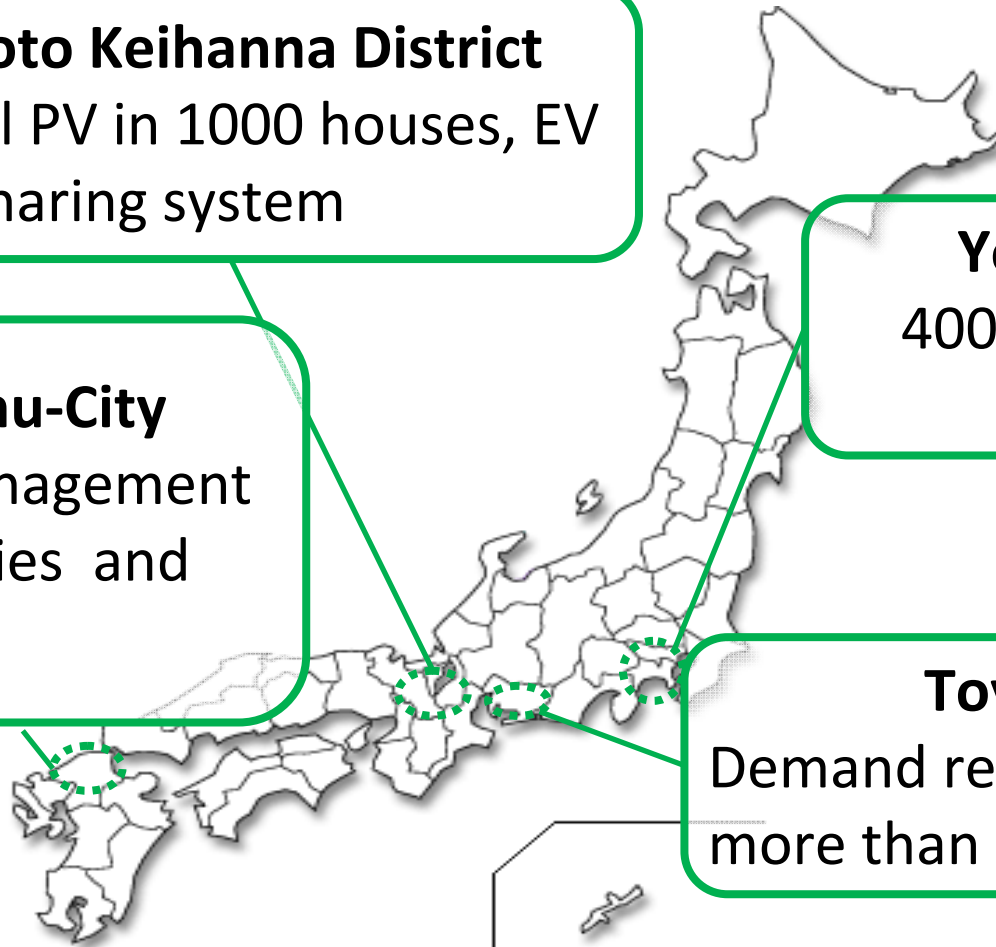 oto Keihanna District
l PV in 1000 houses, EV
haring system
Y
400
u-City
nagement
ies and
To
Demand re
more than